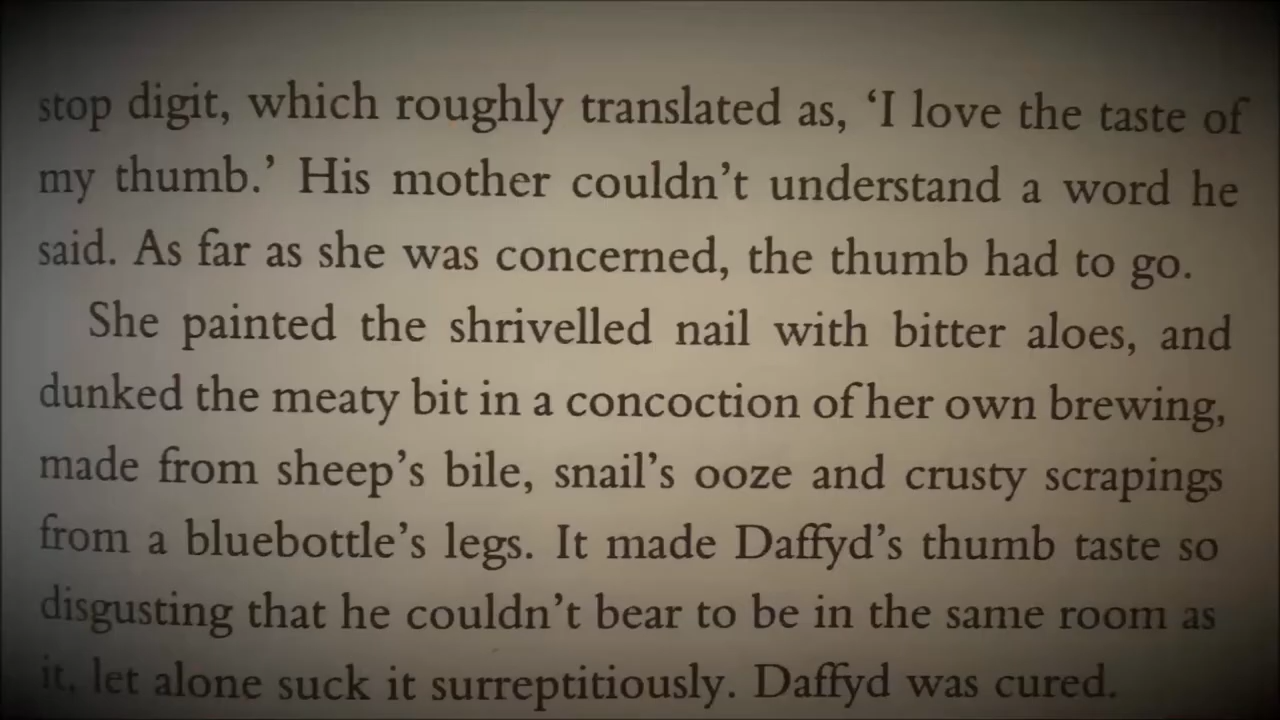 stop digit, which roughly translated as, ‘I love the taste of
my thumb.’ His mother couldn’t understand a word he
said. As far as she was concerned, the thumb had to go.
She painted the shrivelled nail with bitter aloes, and
dunked the meaty bit in a concoction of her own brewing,
made from sheep’s bile, snail’s ooze and crusty scrapings
from a bluebottle’s legs. It made Daffyd’s thumb taste so
disgusting that he couldn’t bear to be in the same room as
it, let alone suck it surreptitiously. Daffyd was cured.